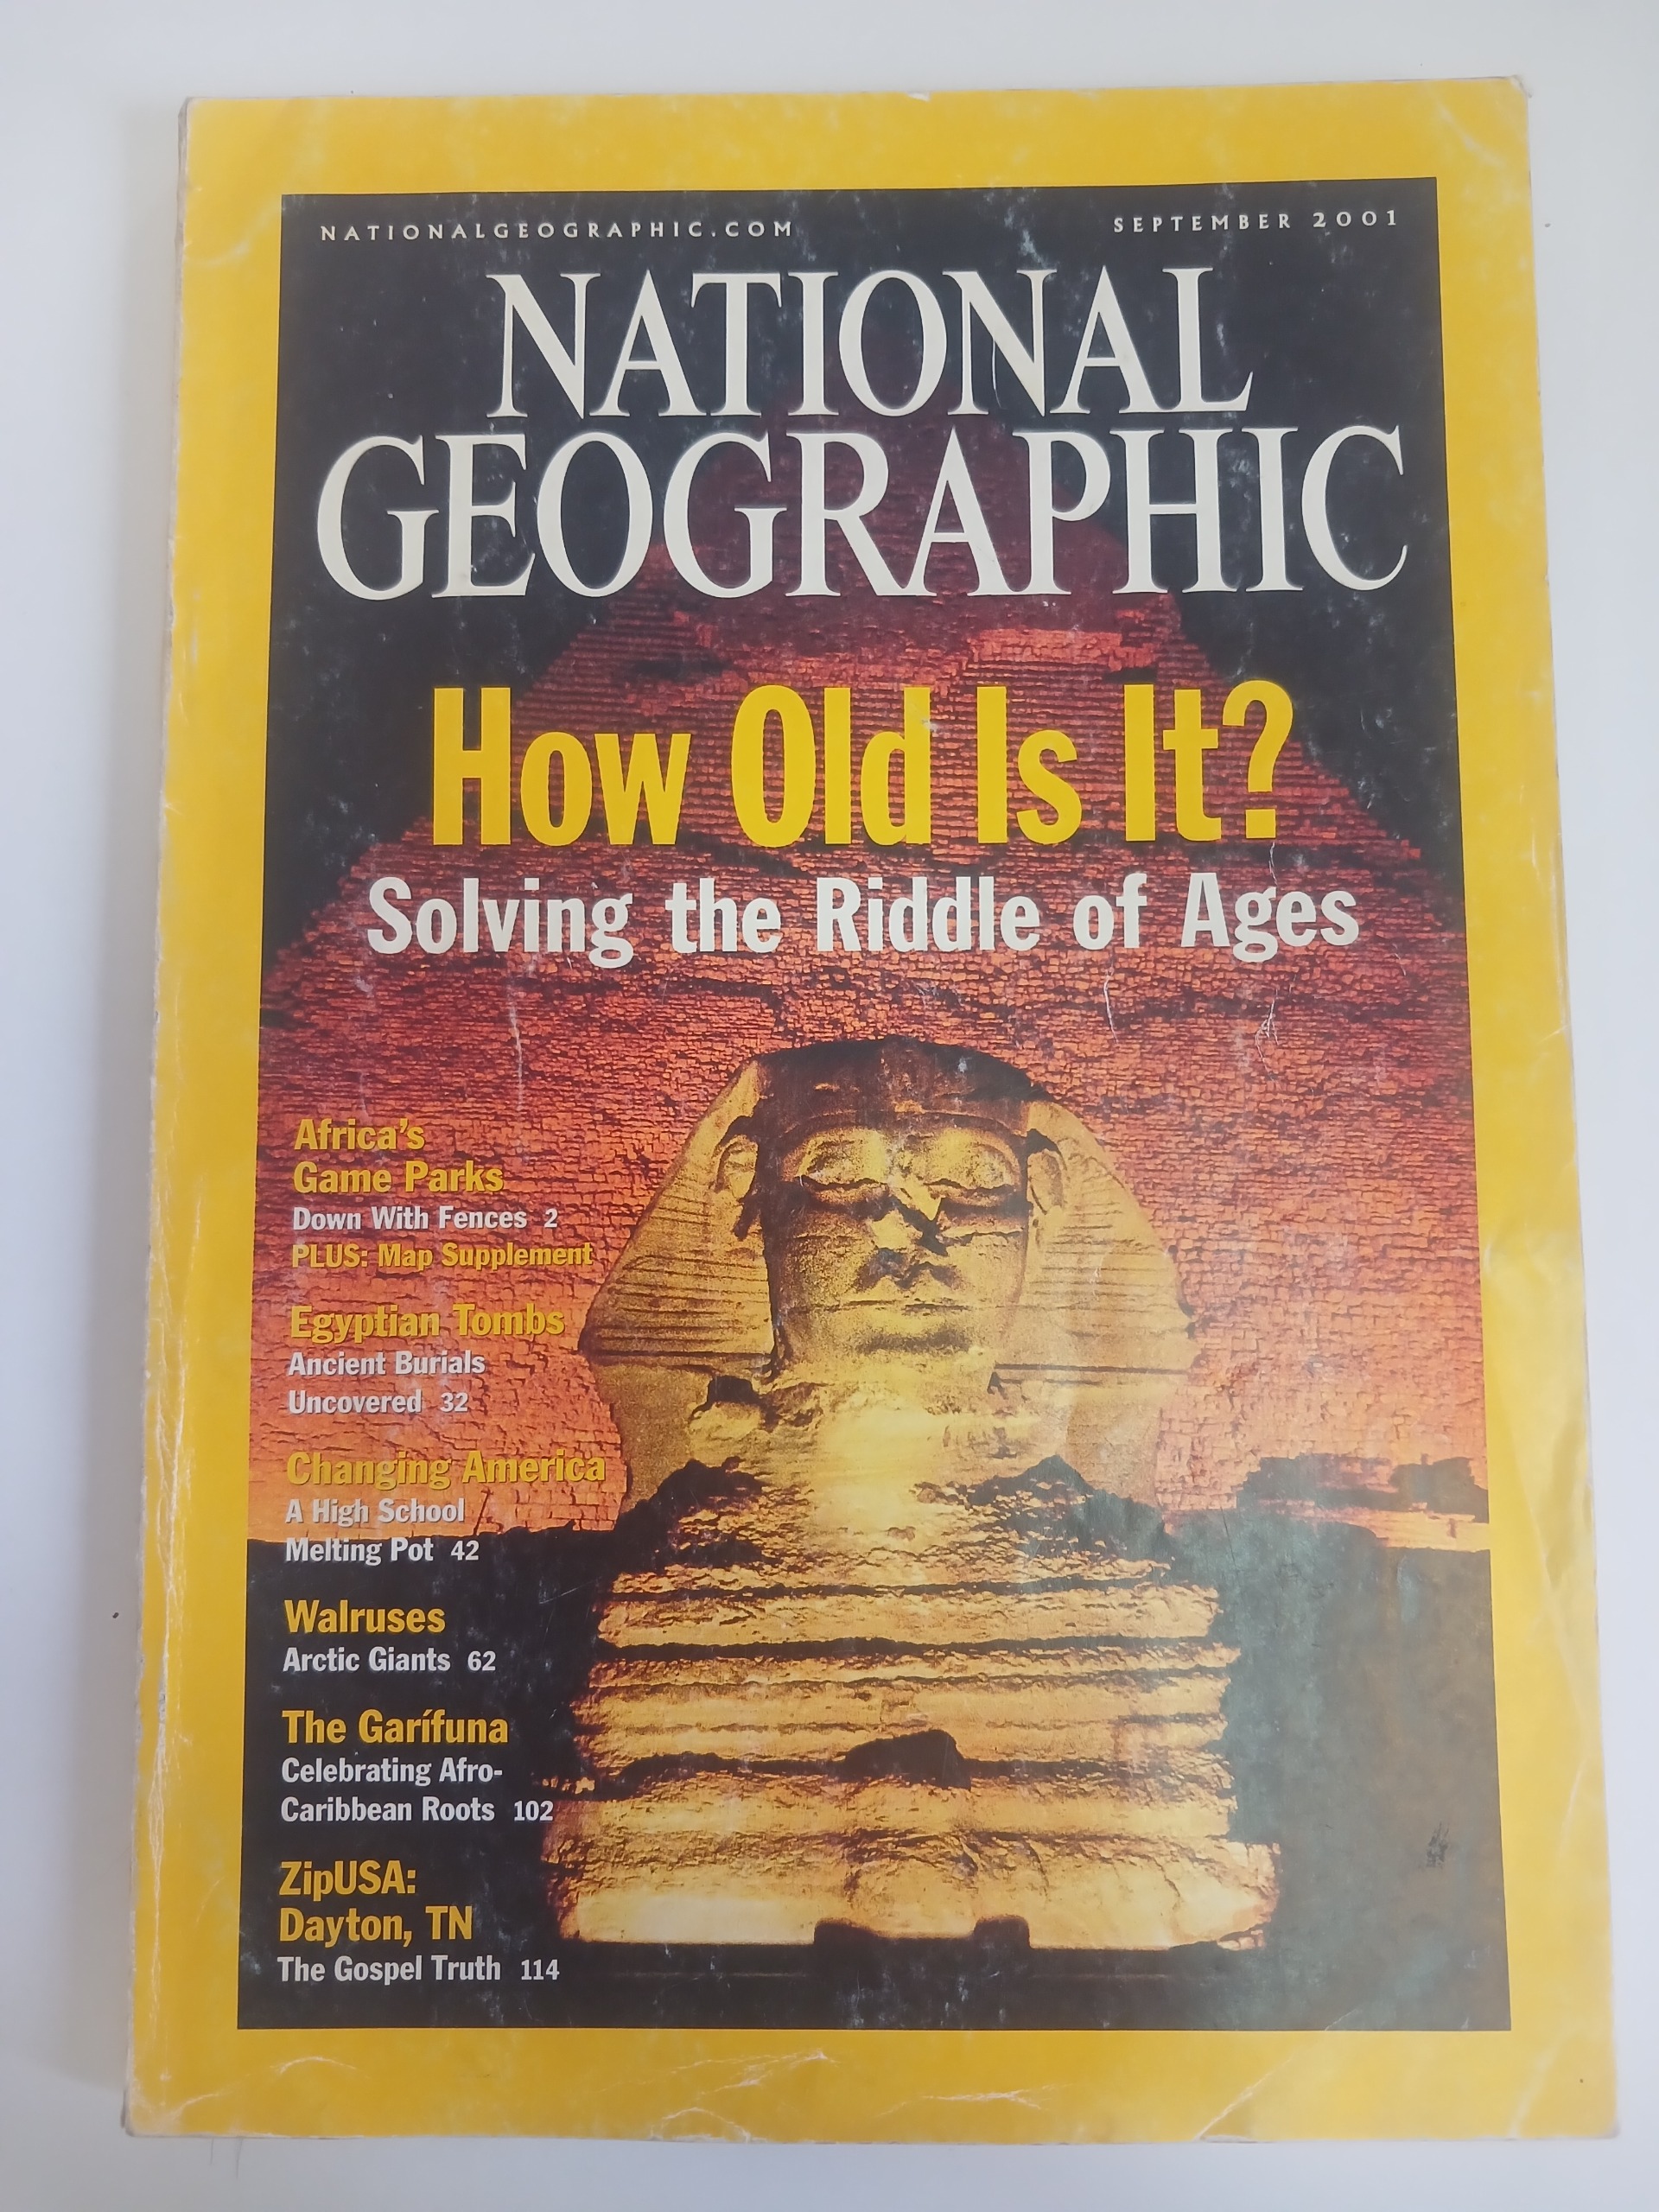 NATIONALGEOGRAPHIC.COM
SEPTEMBER 2001
NATIONAL
GEOGRAPHIC
How Old Is It?
Solving the Riddle of Ages
Africa's
Game Parks
Down With Fences 2
PLUS: Map Supplement
Egyptian Tombs
Ancient Burials
Uncovered 32
Changing America
A High School
Melting Pot 42
Walruses
Arctic Giants 62
The Garífuna
Celebrating Afro-
Caribbean Roots 102
ZipUSA:
Dayton, TN
The Gospel Truth 114